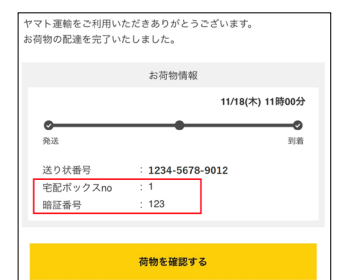 ヤマト運輸をご利用いただきありがとうございます。
お荷物の配達を完了いたしました。
お荷物情報
11/18(木) 11時00分
発送
到着
送り状番号 : 1234-5678-9012
宅配ボックスno : 1
暗証番号 : 123
荷物を確認する